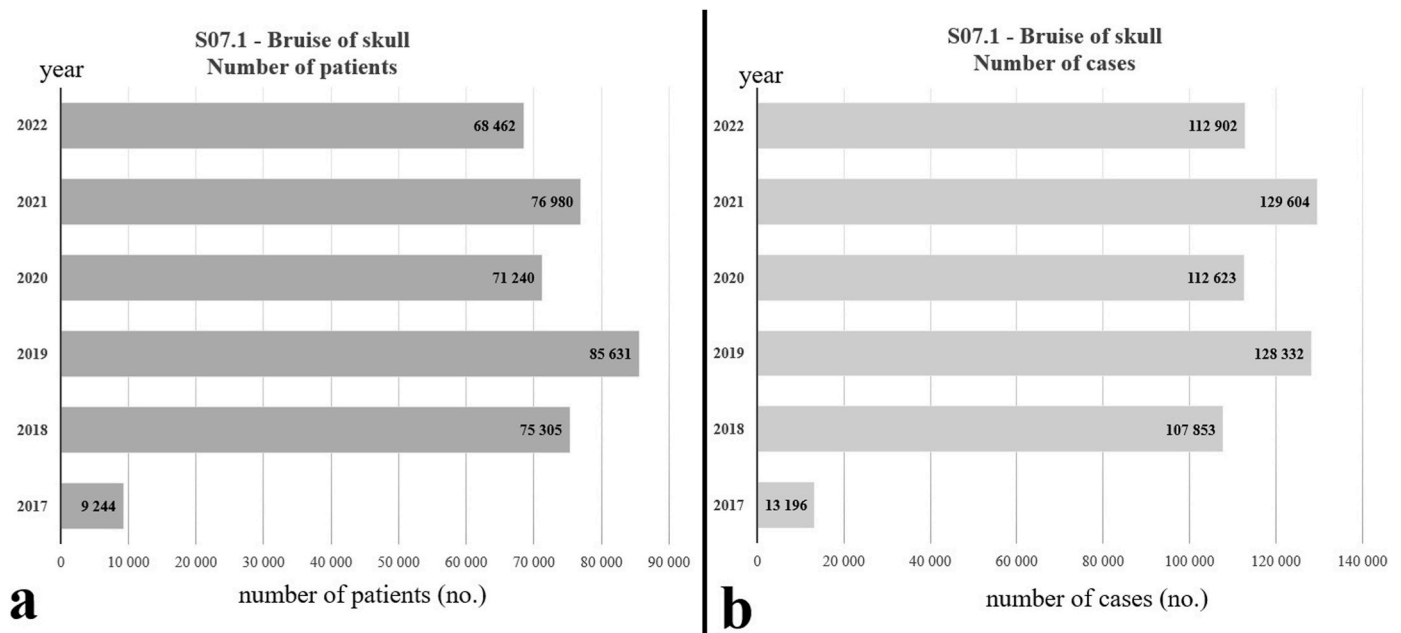 S07.1 - Bruise of skull
Number of patients
year
2022
68 462
2021
76 980
2020
71 240
2019
85 631
2018
75 305
2017
9 244
0 10 000 20 000 30 000 40 000 50 000 60 000 70 000 80 000 90 000
number of patients (no.)
a
S07.1 - Bruise of skull
Number of cases
year
2022
112 902
2021
129 604
2020
112 623
2019
128 332
2018
107 853
2017
13 196
0 20 000 40 000 60 000 80 000 100 000 120 000 140 000
number of cases (no.)
b